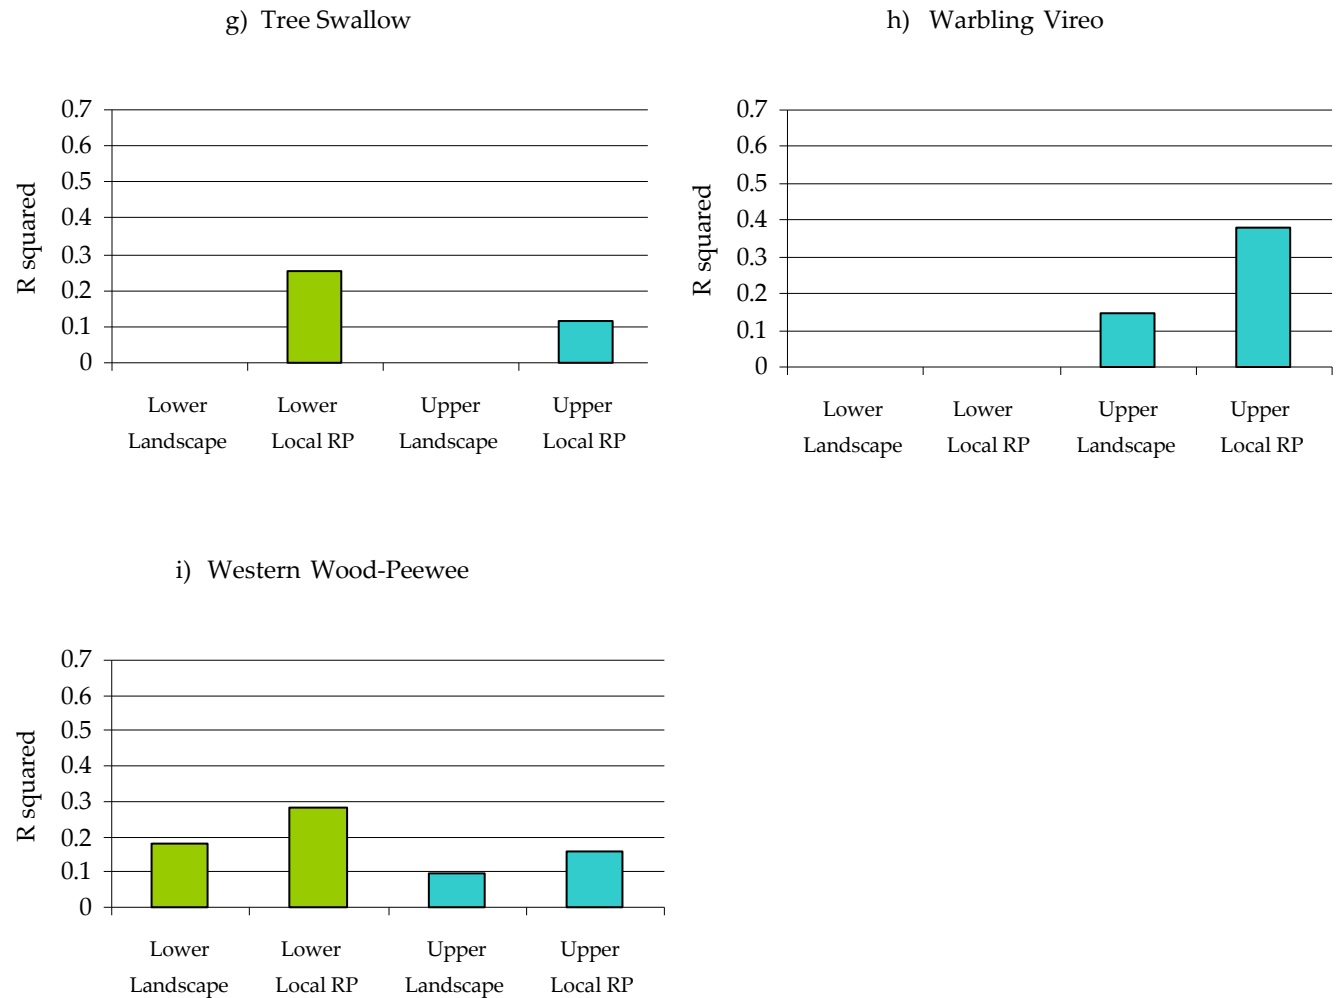 g) Tree Swallow
0.7
0.6
0.5
0.4
0.3
0.2
0.1
0
R squared
Lower Landscape
Lower Local RP
Upper Landscape
Upper Local RP
h) Warbling Vireo
0.7
0.6
0.5
0.4
0.3
0.2
0.1
0
R squared
Lower Landscape
Lower Local RP
Upper Landscape
Upper Local RP
i) Western Wood-Peewee
0.7
0.6
0.5
0.4
0.3
0.2
0.1
0
R squared
Lower Landscape
Lower Local RP
Upper Landscape
Upper Local RP